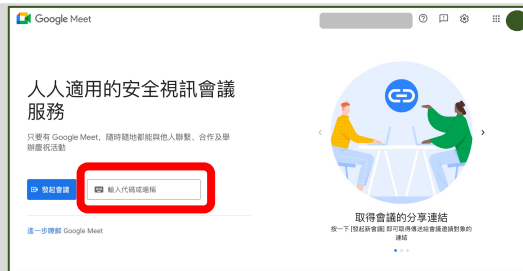 Google Meet
人人適用的安全視訊會議
服務
只要有 Google Meet，隨時隨地都能與他人聯繫、合作及舉
辦慶祝活動
發起會議
輸入代碼或暱稱
進一步瞭解 Google Meet
取得會議的分享連結
按一下 [發起新會議] 即可取得傳送給會議邀請對象的
連結